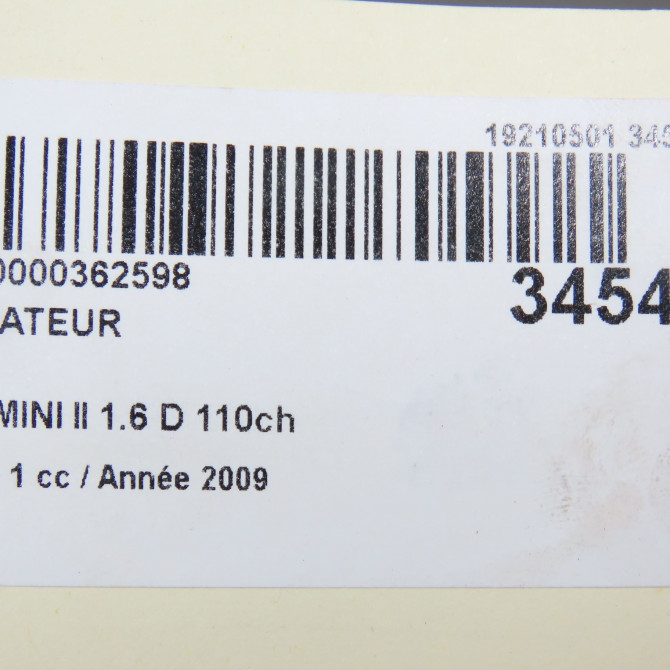 19210501 345
0000362598
3454
ATEUR
MINI II 1.6 D 110ch
1 cc / Année 2009